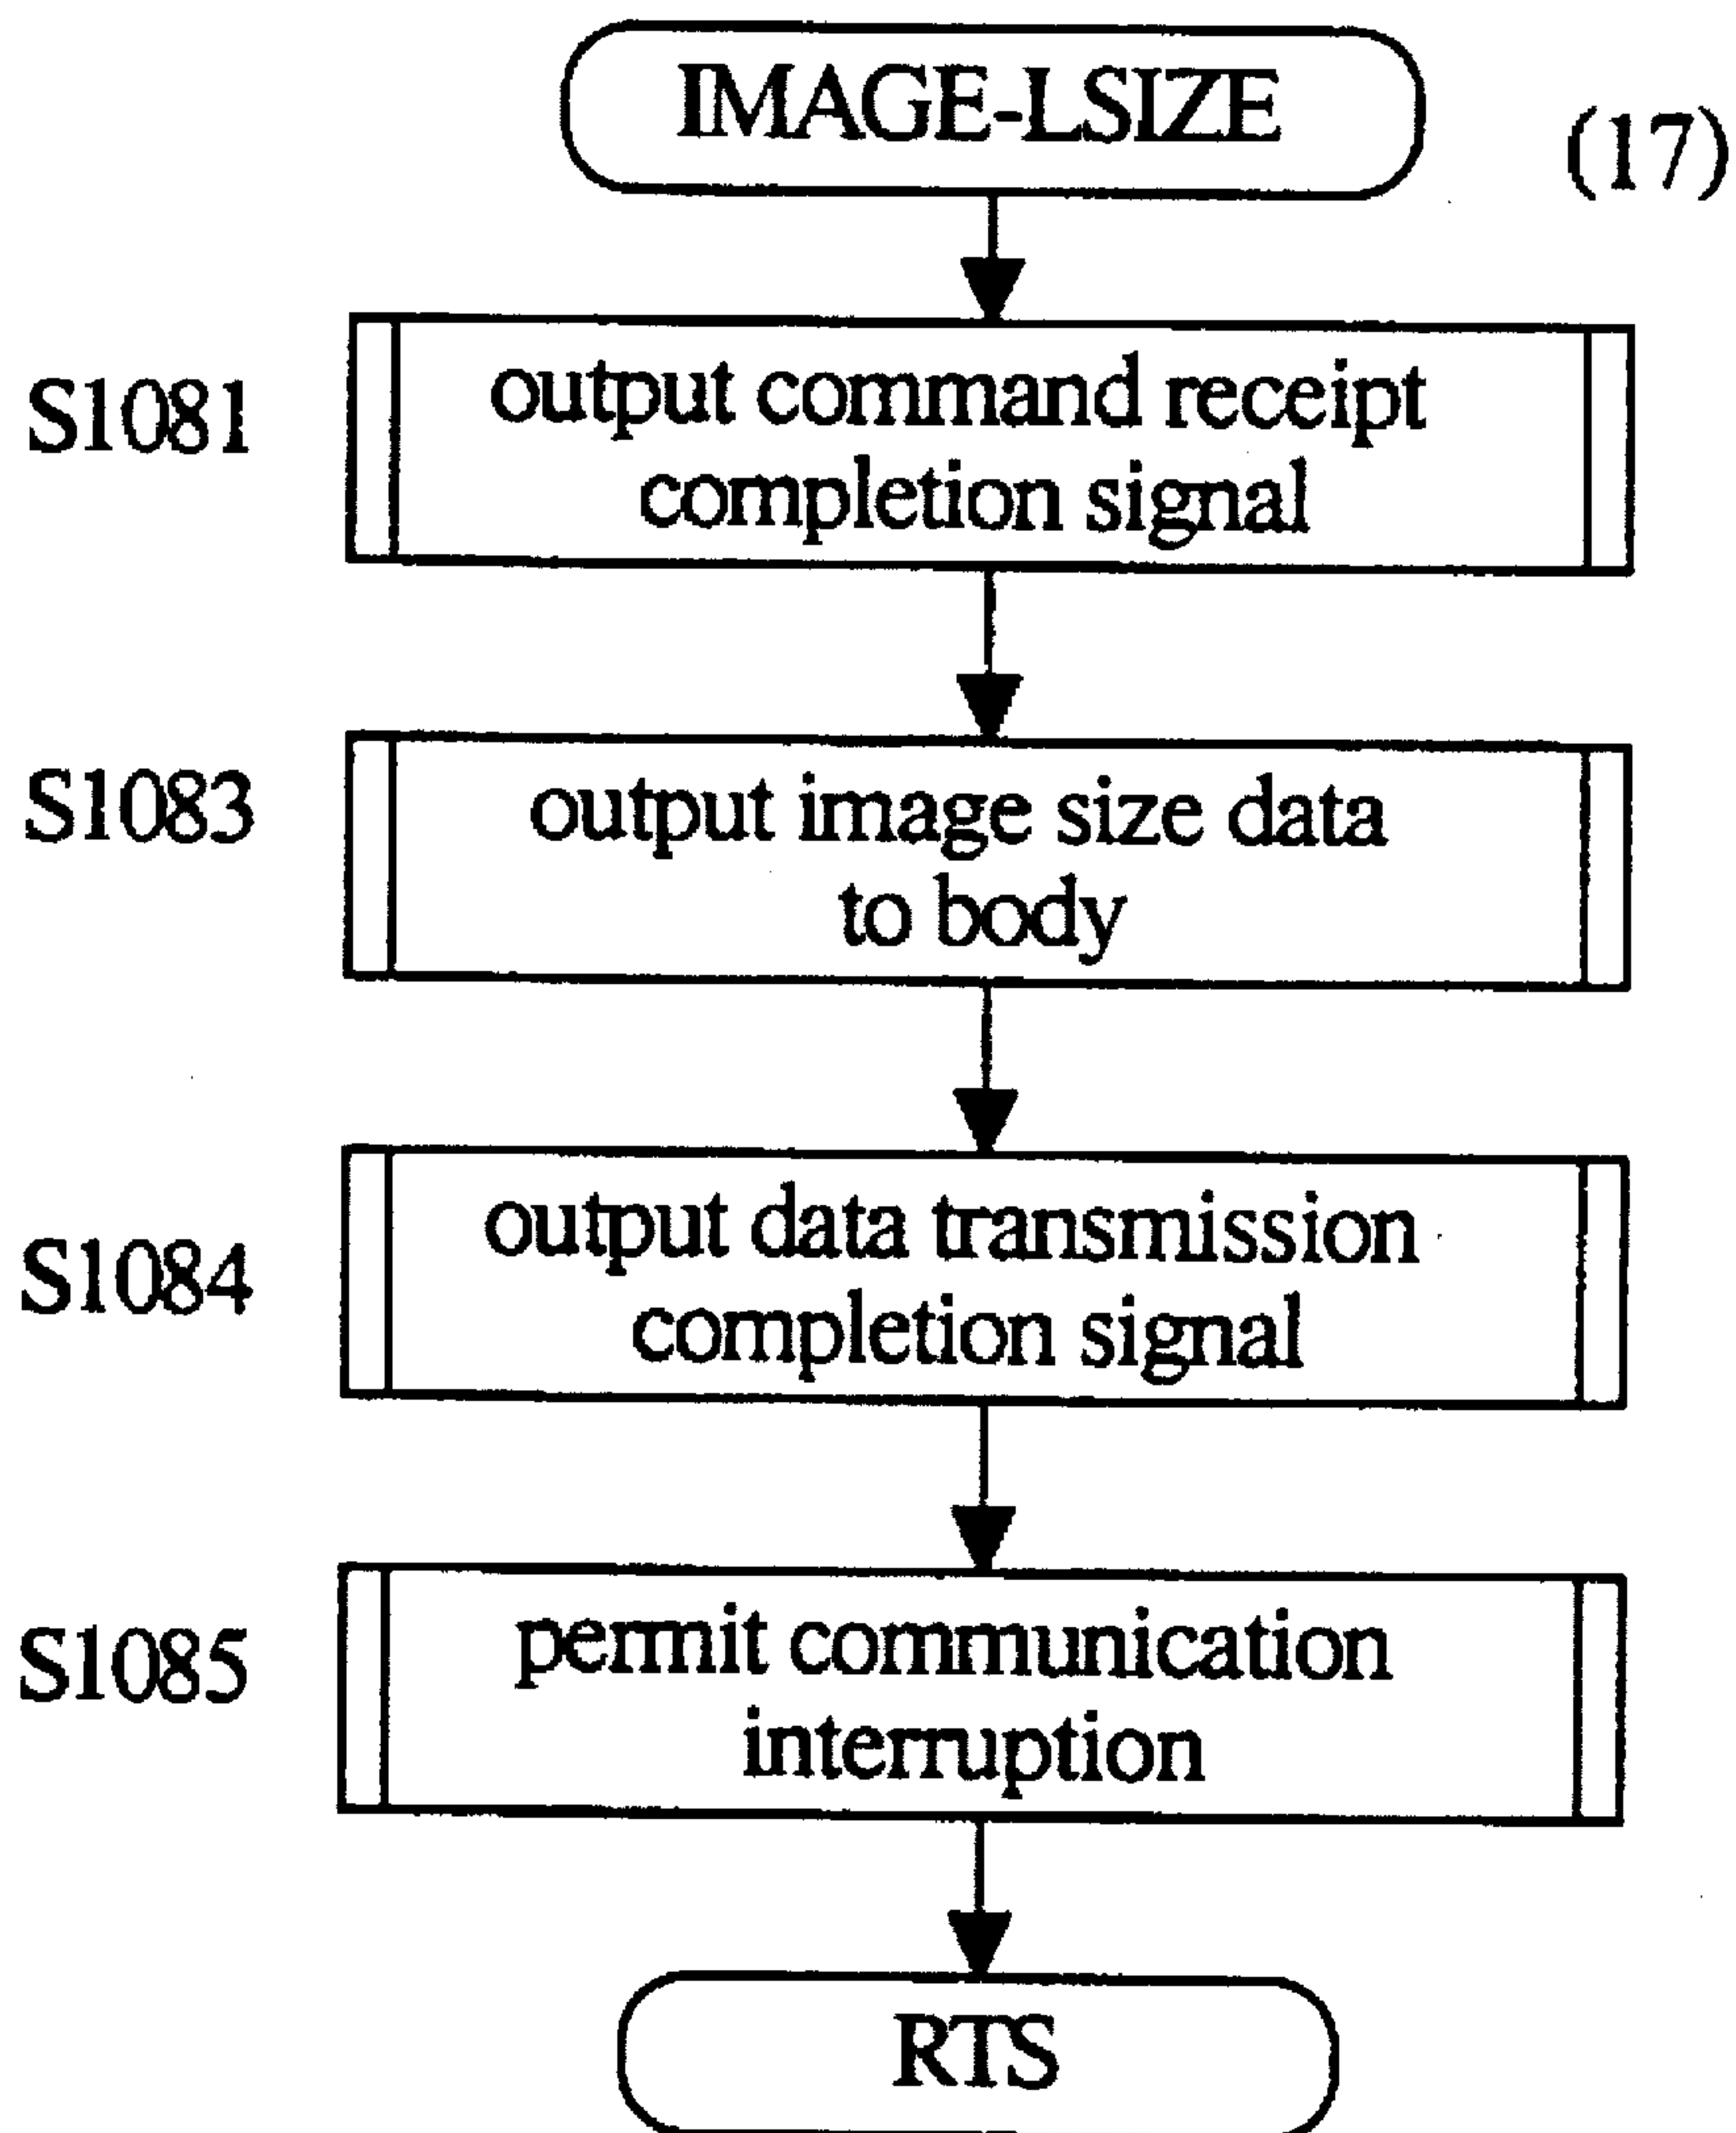 IMAGE-LSIZE
(17)
S1081
output command receipt
completion signal
S1083
output image size data
to body
S1084
output data transmission
completion signal
S1085
permit communication
interruption
RTS